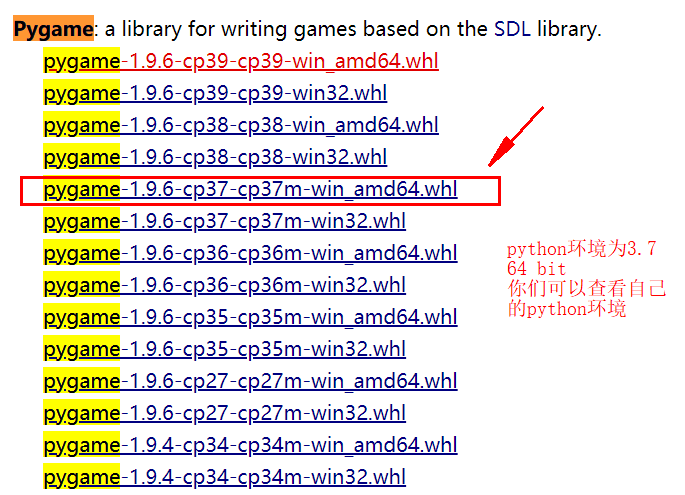 Pygame: a library for writing games based on the SDL library.
pygame-1.9.6-cp39-cp39-win_amd64.whl
pygame-1.9.6-cp39-cp39-win32.whl
pygame-1.9.6-cp38-cp38-win_amd64.whl
pygame-1.9.6-cp38-cp38-win32.whl
pygame-1.9.6-cp37-cp37m-win_amd64.whl
pygame-1.9.6-cp37-cp37m-win32.whl
pygame-1.9.6-cp36-cp36m-win_amd64.whl
pygame-1.9.6-cp36-cp36m-win32.whl
pygame-1.9.6-cp35-cp35m-win_amd64.whl
pygame-1.9.6-cp35-cp35m-win32.whl
pygame-1.9.6-cp27-cp27m-win_amd64.whl
pygame-1.9.6-cp27-cp27m-win32.whl
pygame-1.9.4-cp34-cp34m-win_amd64.whl
pygame-1.9.4-cp34-cp34m-win32.whl
python环境为3.7
64 bit
你们可以查看自己
的python环境